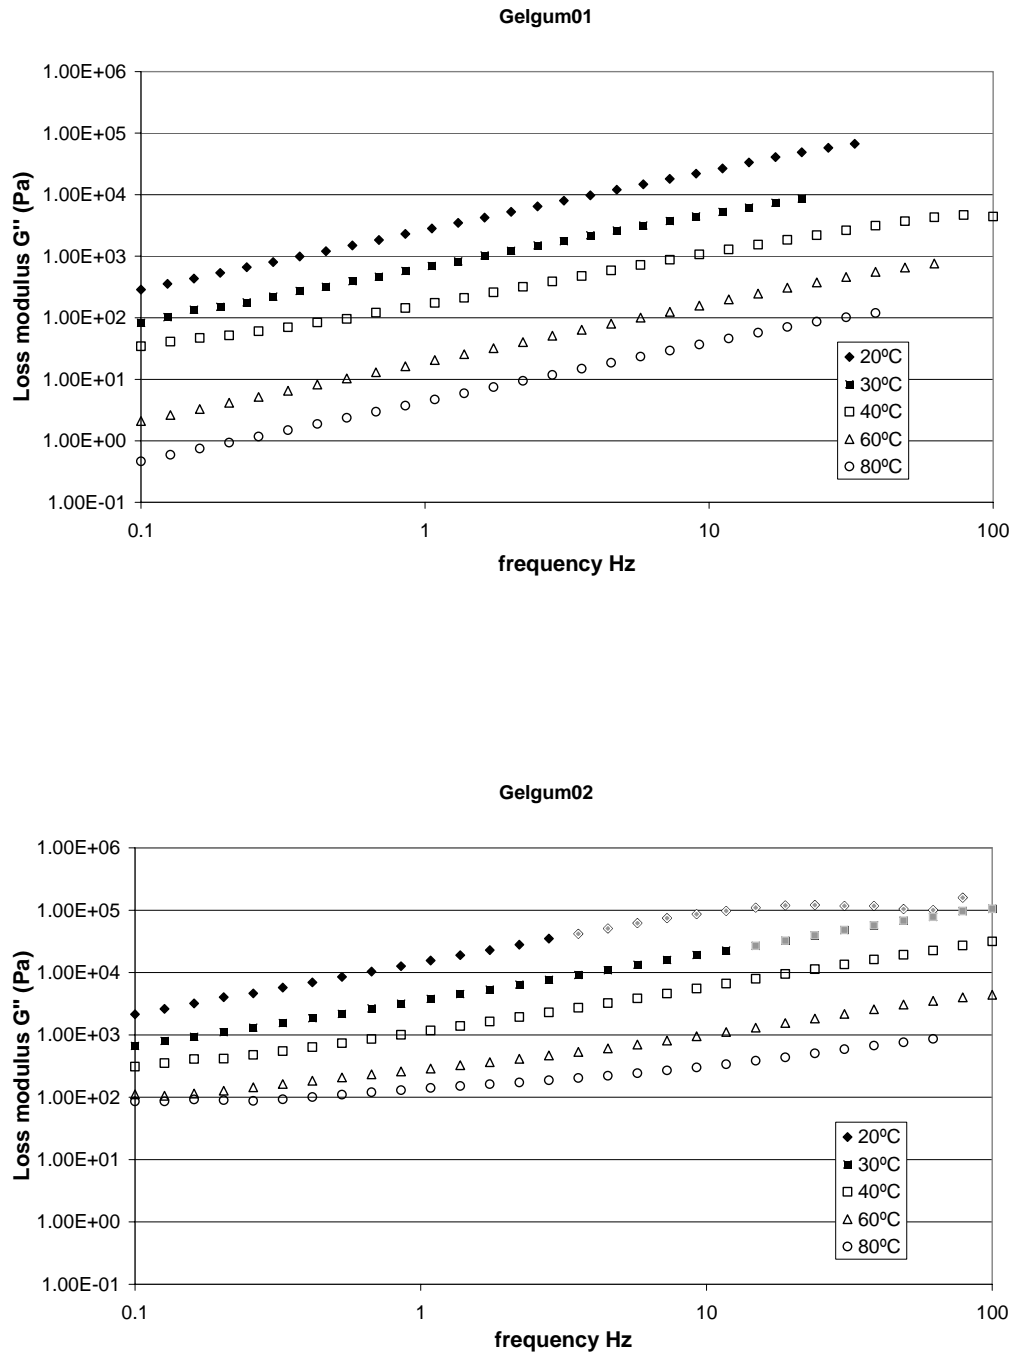 Gelgum01
1.00E+06
1.00E+05
1.00E+04
1.00E+03
1.00E+02
1.00E+01
1.00E+00
1.00E-01
Loss modulus G'' (Pa)
20ºC
30ºC
40ºC
60ºC
80ºC
0.1 1 10 100
frequency Hz
Gelgum02
1.00E+06
1.00E+05
1.00E+04
1.00E+03
1.00E+02
1.00E+01
1.00E+00
1.00E-01
Loss modulus G'' (Pa)
20ºC
30ºC
40ºC
60ºC
80ºC
0.1 1 10 100
frequency Hz